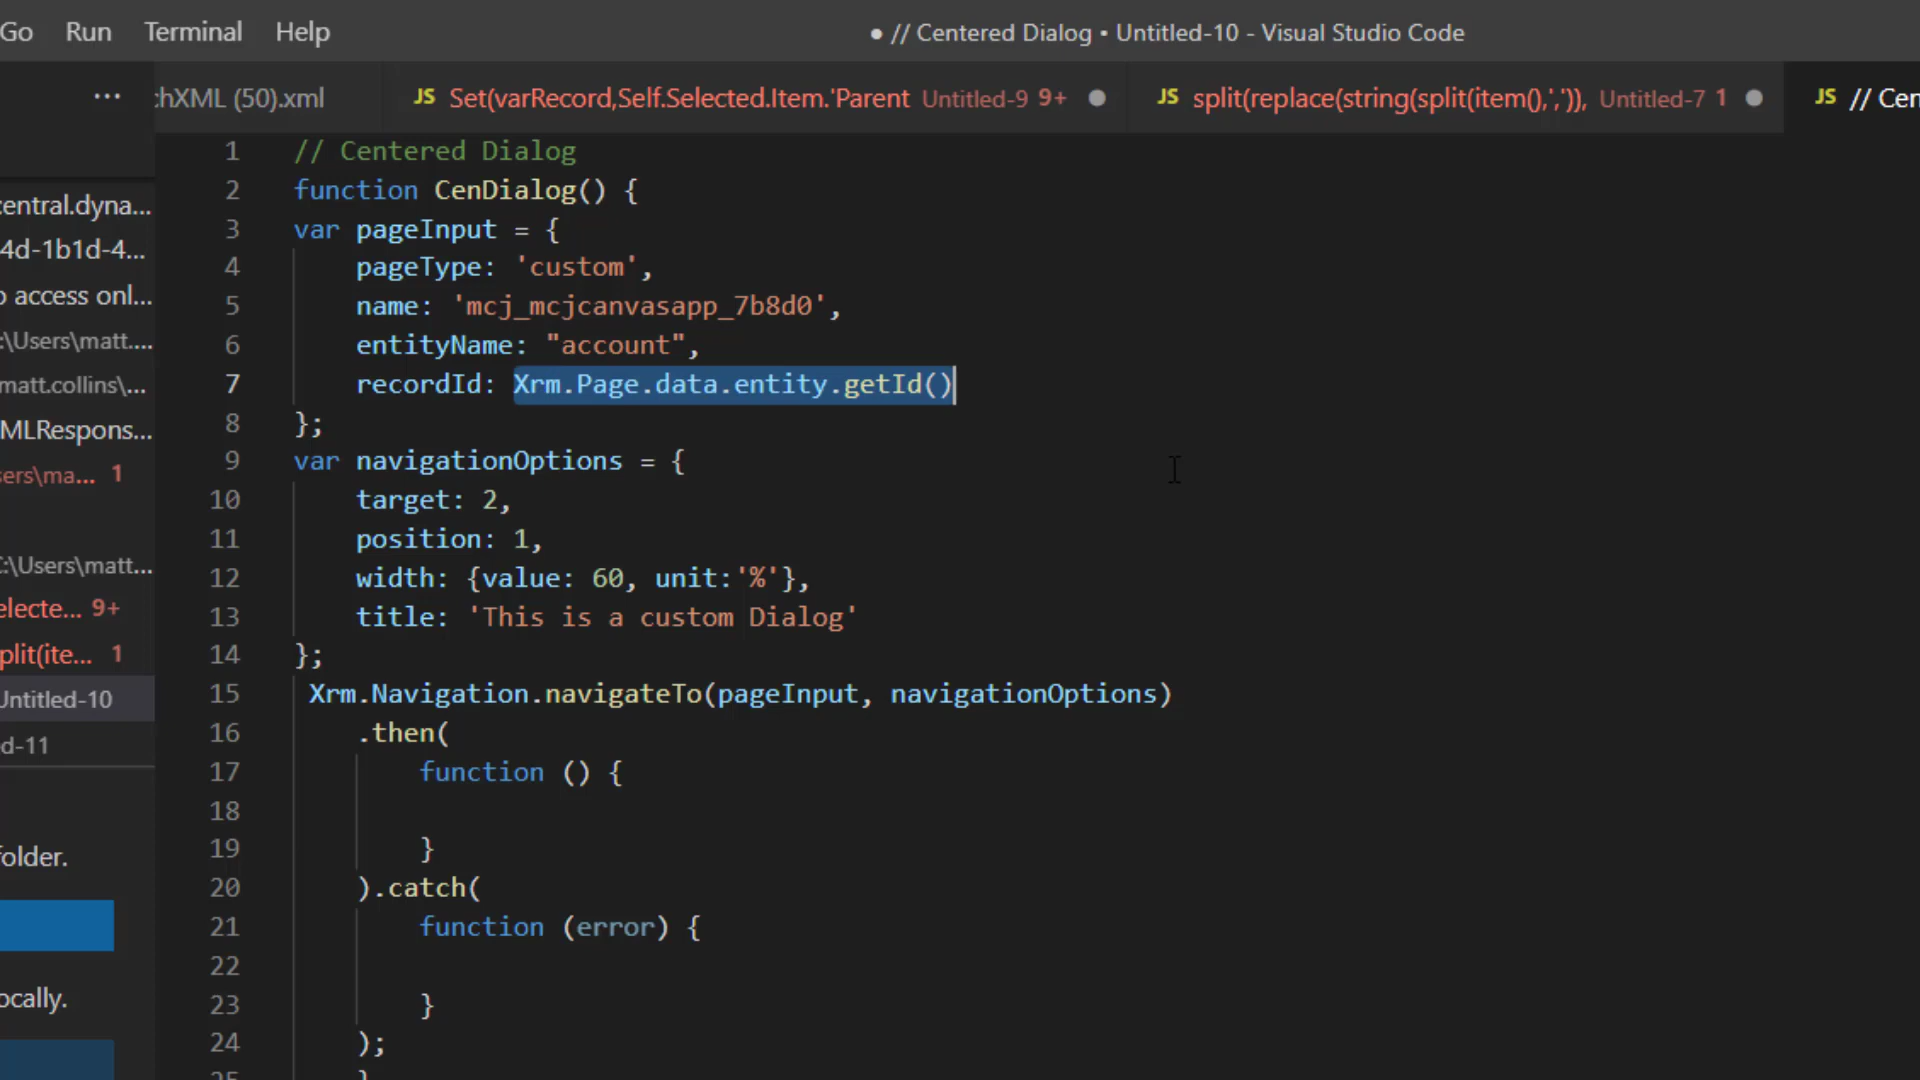 Go Run Terminal Help
● // Centered Dialog • Untitled-10 - Visual Studio Code
··· chXML (50).xml JS Set(varRecord,Self.Selected.Item.'Parent Untitled-9 9+ ● JS split(replace(string(split(item(),',')), Untitled-7 1 ● JS // Cen
central.dyna...
4d-1b1d-4...
o access onl...
:\Users\matt....
matt.collins\...
MLRespons...
sers\ma... 1
C:\Users\matt...
electe... 9+
plit(ite... 1
Untitled-10
ed-11
folder.
ocally.
1 // Centered Dialog
2 function CenDialog() {
3 var pageInput = {
4 pageType: 'custom',
5 name: 'mcj_mcjcanvasapp_7b8d0',
6 entityName: "account",
7 recordId: Xrm.Page.data.entity.getId()
8 };
9 var navigationOptions = {
10 target: 2,
11 position: 1,
12 width: {value: 60, unit:'%'},
13 title: 'This is a custom Dialog'
14 };
15 Xrm.Navigation.navigateTo(pageInput, navigationOptions)
16 .then(
17 function () {
18
19 }
20 ).catch(
21 function (error) {
22
23 }
24 );
25 }